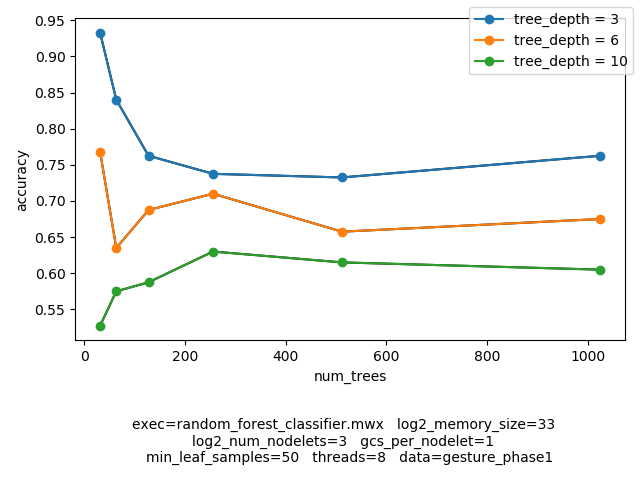 tree_depth = 3
tree_depth = 6
tree_depth = 10
0.95
0.90
0.85
0.80
0.75
0.70
0.65
0.60
0.55
accuracy
0 200 400 600 800 1000
num_trees
exec=random_forest_classifier.mwx log2_memory_size=33
log2_num_nodelets=3 gcs_per_nodelet=1
min_leaf_samples=50 threads=8 data=gesture_phase1